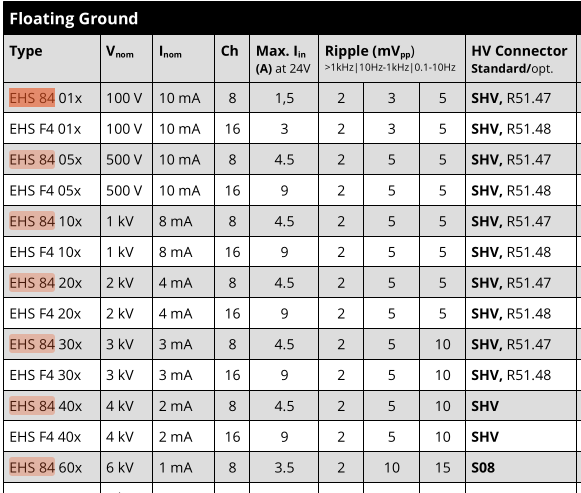 Floating Ground
Type Vnom Inom Ch Max. Iin (A) at 24V Ripple (mVpp) >1kHz|10Hz-1kHz|0.1-10Hz HV Connector Standard/opt.
EHS 84 01x 100 V 10 mA 8 1,5 2 3 5 SHV, R51.47
EHS F4 01x 100 V 10 mA 16 3 2 3 5 SHV, R51.48
EHS 84 05x 500 V 10 mA 8 4.5 2 5 5 SHV, R51.47
EHS F4 05x 500 V 10 mA 16 9 2 5 5 SHV, R51.48
EHS 84 10x 1 kV 8 mA 8 4.5 2 5 5 SHV, R51.47
EHS F4 10x 1 kV 8 mA 16 9 2 5 5 SHV, R51.48
EHS 84 20x 2 kV 4 mA 8 4.5 2 5 5 SHV, R51.47
EHS F4 20x 2 kV 4 mA 16 9 2 5 5 SHV, R51.48
EHS 84 30x 3 kV 3 mA 8 4.5 2 5 10 SHV, R51.47
EHS F4 30x 3 kV 3 mA 16 9 2 5 10 SHV, R51.48
EHS 84 40x 4 kV 2 mA 8 4.5 2 5 10 SHV
EHS F4 40x 4 kV 2 mA 16 9 2 5 10 SHV
EHS 84 60x 6 kV 1 mA 8 3.5 2 10 15 S08